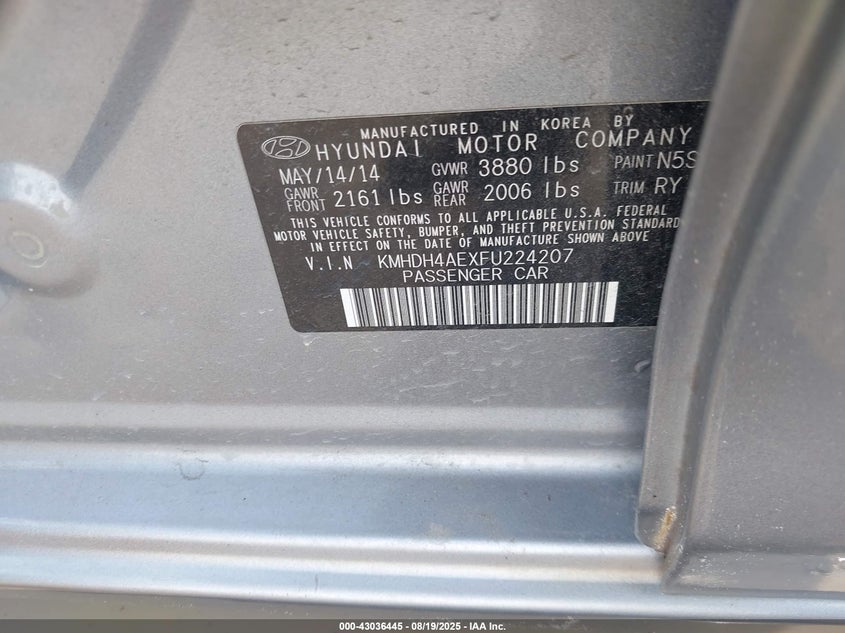 MANUFACTURED IN KOREA BY
HYUNDAI MOTOR COMPANY
MAY/14/14 GVWR 3880 lbs PAINT N5S
GAWR FRONT 2161 lbs GAWR REAR 2006 lbs TRIM RY
THIS VEHICLE CONFORMS TO ALL APPLICABLE U.S.A. FEDERAL
MOTOR VEHICLE SAFETY, BUMPER, AND THEFT PREVENTION STANDARD
IN EFFECT ON THE DATE OF MANUFACTURE SHOWN ABOVE
V.I.N KMHDH4AEXFU224207
PASSENGER CAR
000-43036445 - 08/19/2025 - IAA Inc.